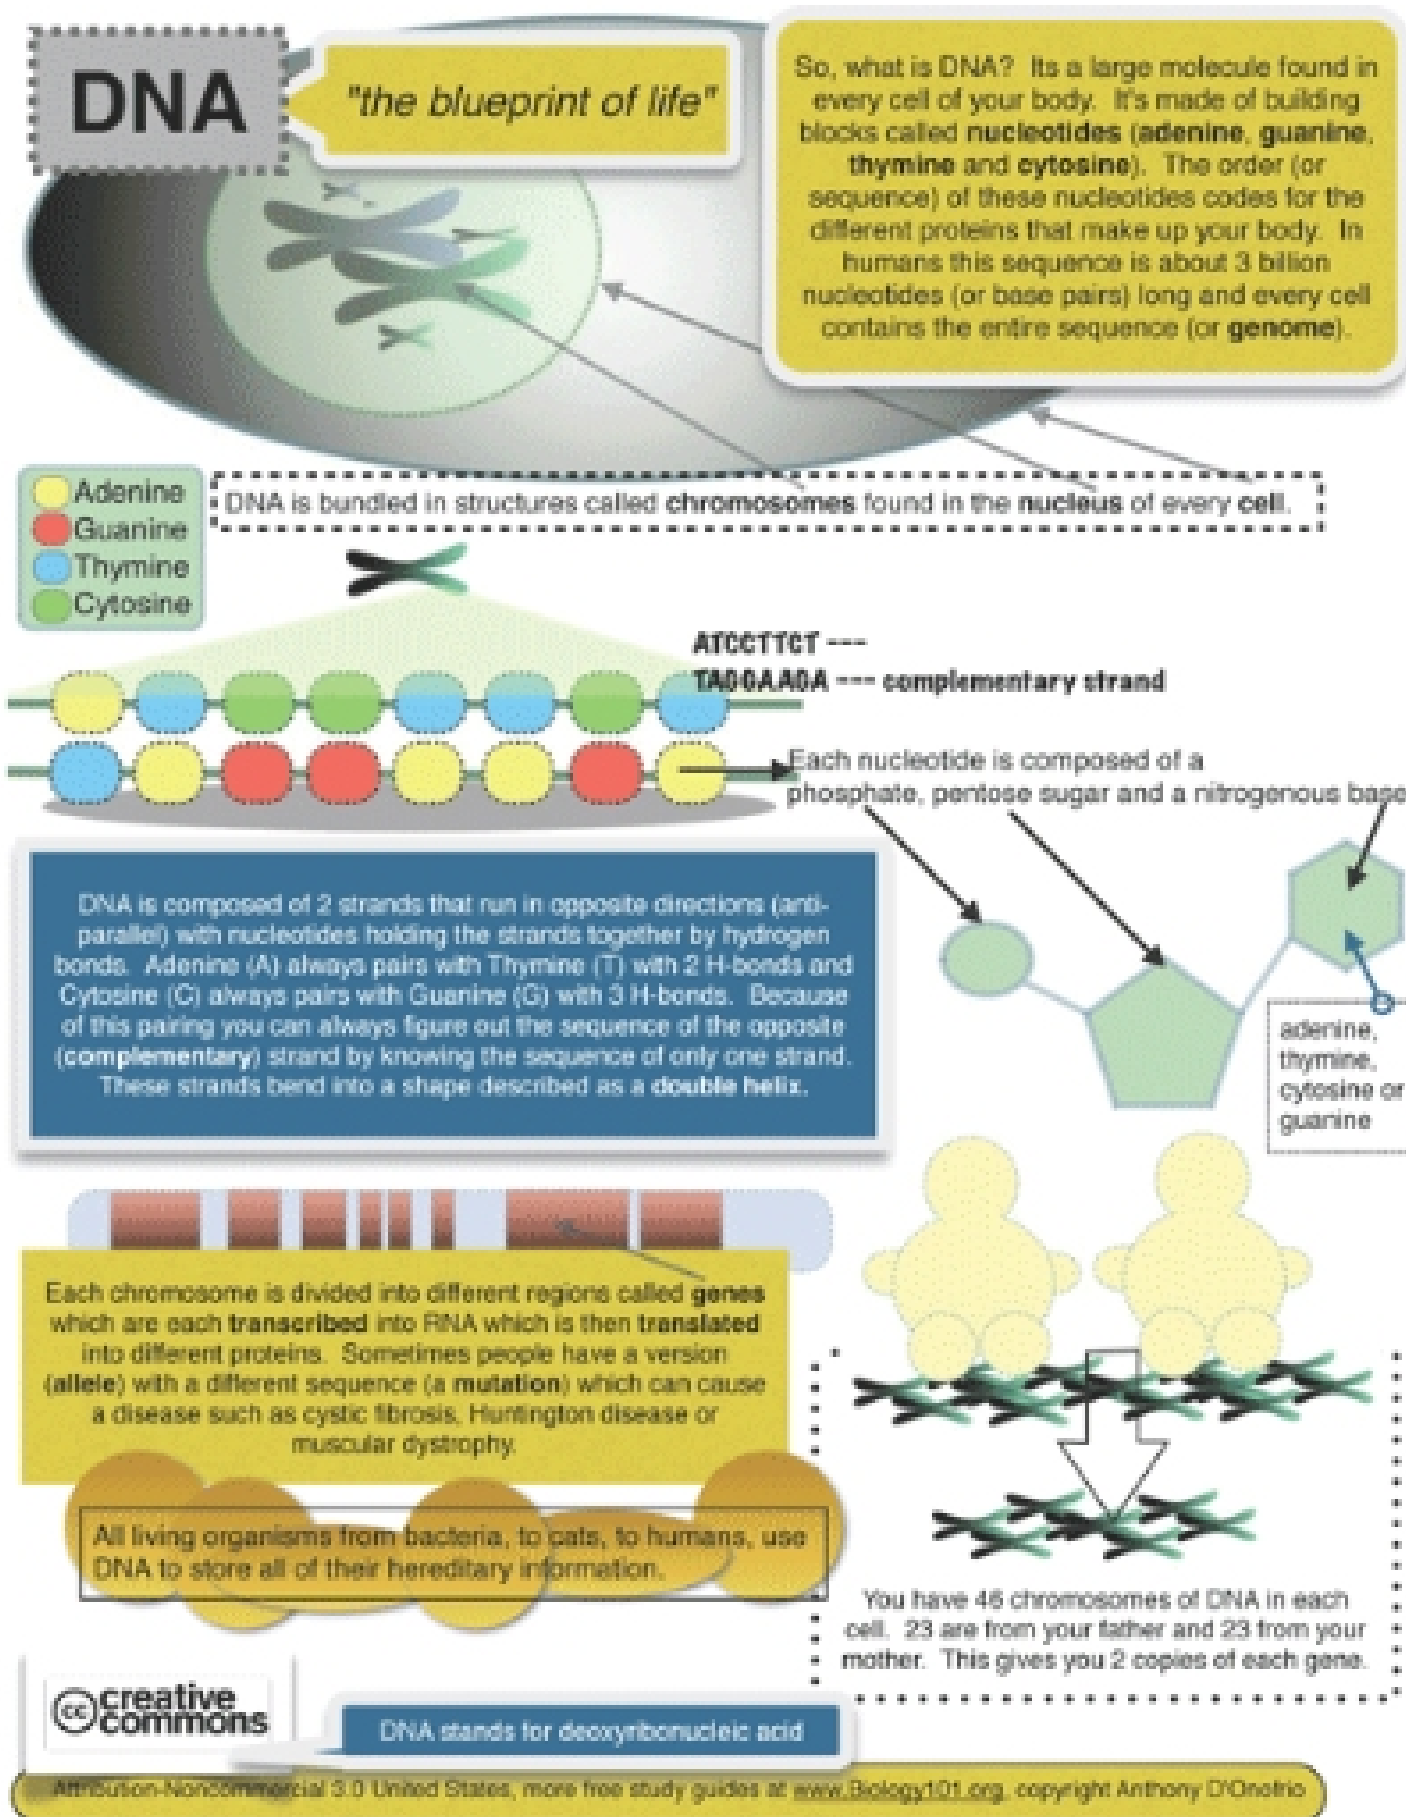 DNA
"the blueprint of life"
So, what is DNA? Its a large molecule found in
every cell of your body. It's made of building
blocks called nucleotides (adenine, guanine,
thymine and cytosine). The order (or
sequence) of these nucleotides codes for the
different proteins that make up your body. In
humans this sequence is about 3 billion
nucleotides (or base pairs) long and every cell
contains the entire sequence (or genome).
DNA is bundled in structures called chromosomes found in the nucleus of every cell.
Adenine
Guanine
Thymine
Cytosine
ATCCTTCT ---
TAGGAAGA --- complementary strand
Each nucleotide is composed of a
phosphate, pentose sugar and a nitrogenous base
DNA is composed of 2 strands that run in opposite directions (anti-
parallel) with nucleotides holding the strands together by hydrogen
bonds. Adenine (A) always pairs with Thymine (T) with 2 H-bonds and
Cytosine (C) always pairs with Guanine (G) with 3 H-bonds. Because
of this pairing you can always figure out the sequence of the opposite
(complementary) strand by knowing the sequence of only one strand.
These strands bend into a shape described as a double helix.
adenine,
thymine,
cytosine or
guanine
Each chromosome is divided into different regions called genes
which are each transcribed into RNA which is then translated
into different proteins. Sometimes people have a version
(allele) with a different sequence (a mutation) which can cause
a disease such as cystic fibrosis, Huntington disease or
muscular dystrophy.
All living organisms from bacteria, to cats, to humans, use
DNA to store all of their hereditary information.
You have 46 chromosomes of DNA in each
cell. 23 are from your father and 23 from your
mother. This gives you 2 copies of each gene.
cc creative
commons
DNA stands for deoxyribonucleic acid
Attribution-Noncommercial 3.0 United States, more free study guides at www.Biology101.org, copyright Anthony D'Onofrio